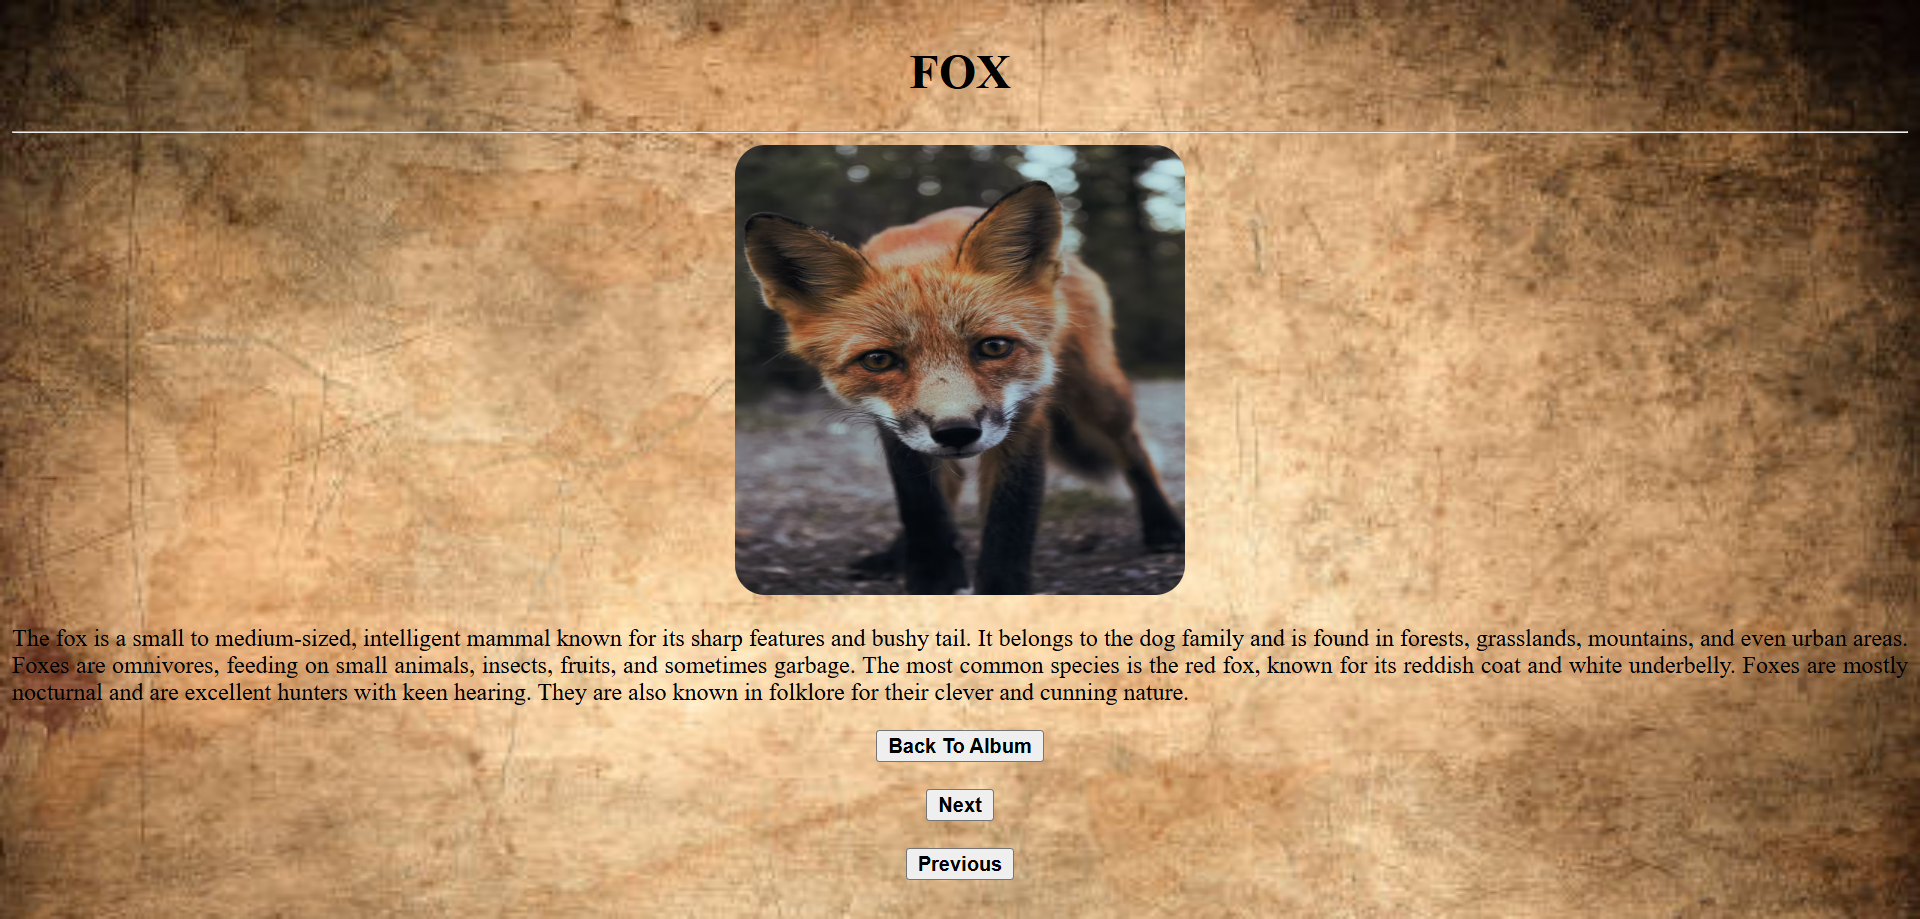 FOX
The fox is a small to medium-sized, intelligent mammal known for its sharp features and bushy tail. It belongs to the dog family and is found in forests, grasslands, mountains, and even urban areas.
Foxes are omnivores, feeding on small animals, insects, fruits, and sometimes garbage. The most common species is the red fox, known for its reddish coat and white underbelly. Foxes are mostly
nocturnal and are excellent hunters with keen hearing. They are also known in folklore for their clever and cunning nature.
Back To Album
Next
Previous